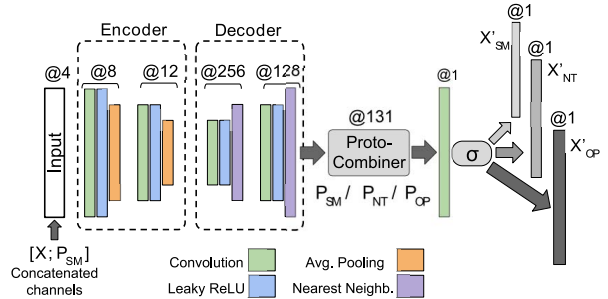 Encoder
Decoder
@4
@8
@12
@256
@128
@1
@1
@1
@1
X'SM
X'NT
X'OP
Input
@131
Proto-
Combiner
σ
PSM / PNT / POP
[X; PSM]
Concatenated
channels
Convolution
Avg. Pooling
Leaky ReLU
Nearest Neighb.